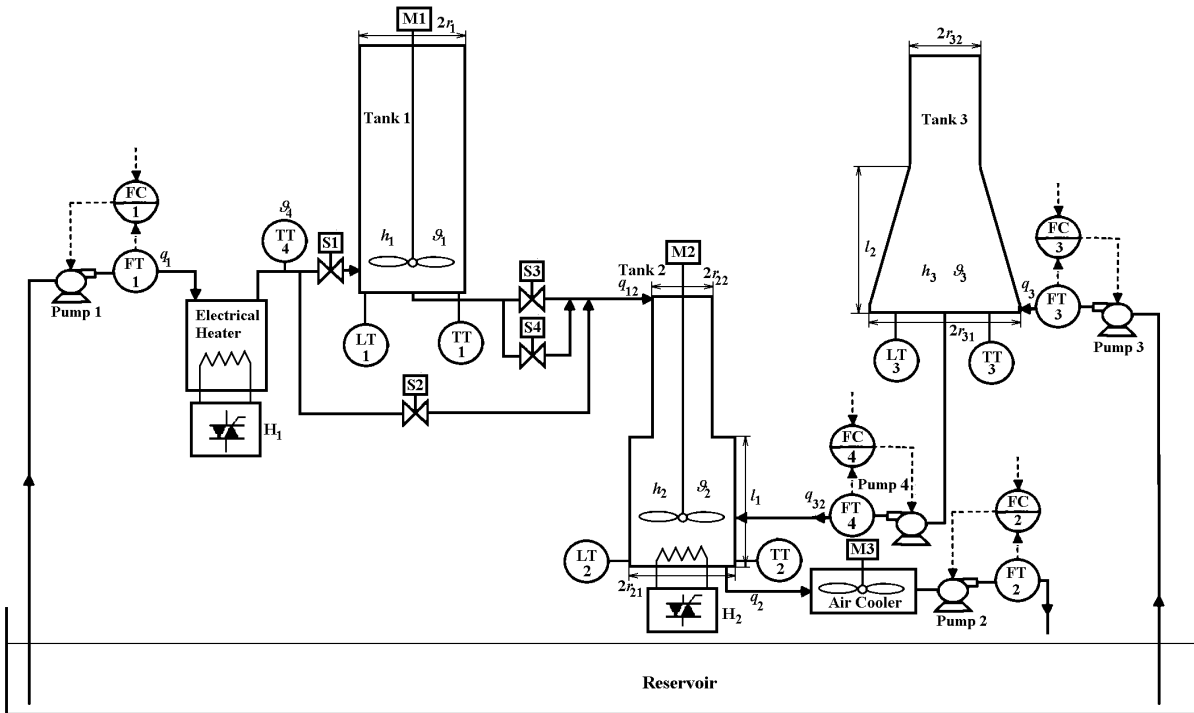 M1
2r1
2r32
Tank 1
Tank 3
FC
1
ϑ4
TT
4
S1
h1
ϑ1
FC
3
l2
FT
1
q1
Pump 1
M2
S3
Tank 2
q12
2r22
h3
ϑ3
q3
FT
3
Electrical
Heater
LT
1
TT
1
S4
LT
3
2r31
TT
3
Pump 3
S2
H1
FC
4
h2
ϑ2
l1
Pump 4
q32
FT
4
FC
2
LT
2
TT
2
M3
2r21
H2
q2
Air Cooler
FT
2
Pump 2
Reservoir